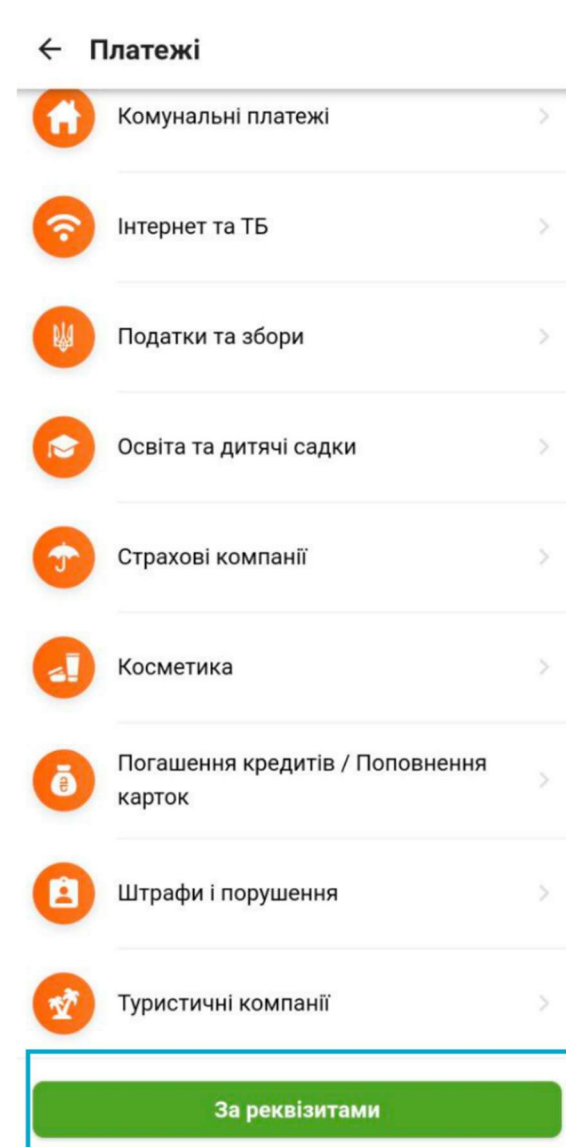 Платежі
Комунальні платежі
Інтернет та ТБ
Податки та збори
Освіта та дитячі садки
Страхові компанії
Косметика
Погашення кредитів / Поповнення
карток
Штрафи і порушення
Туристичні компанії
За реквізитами